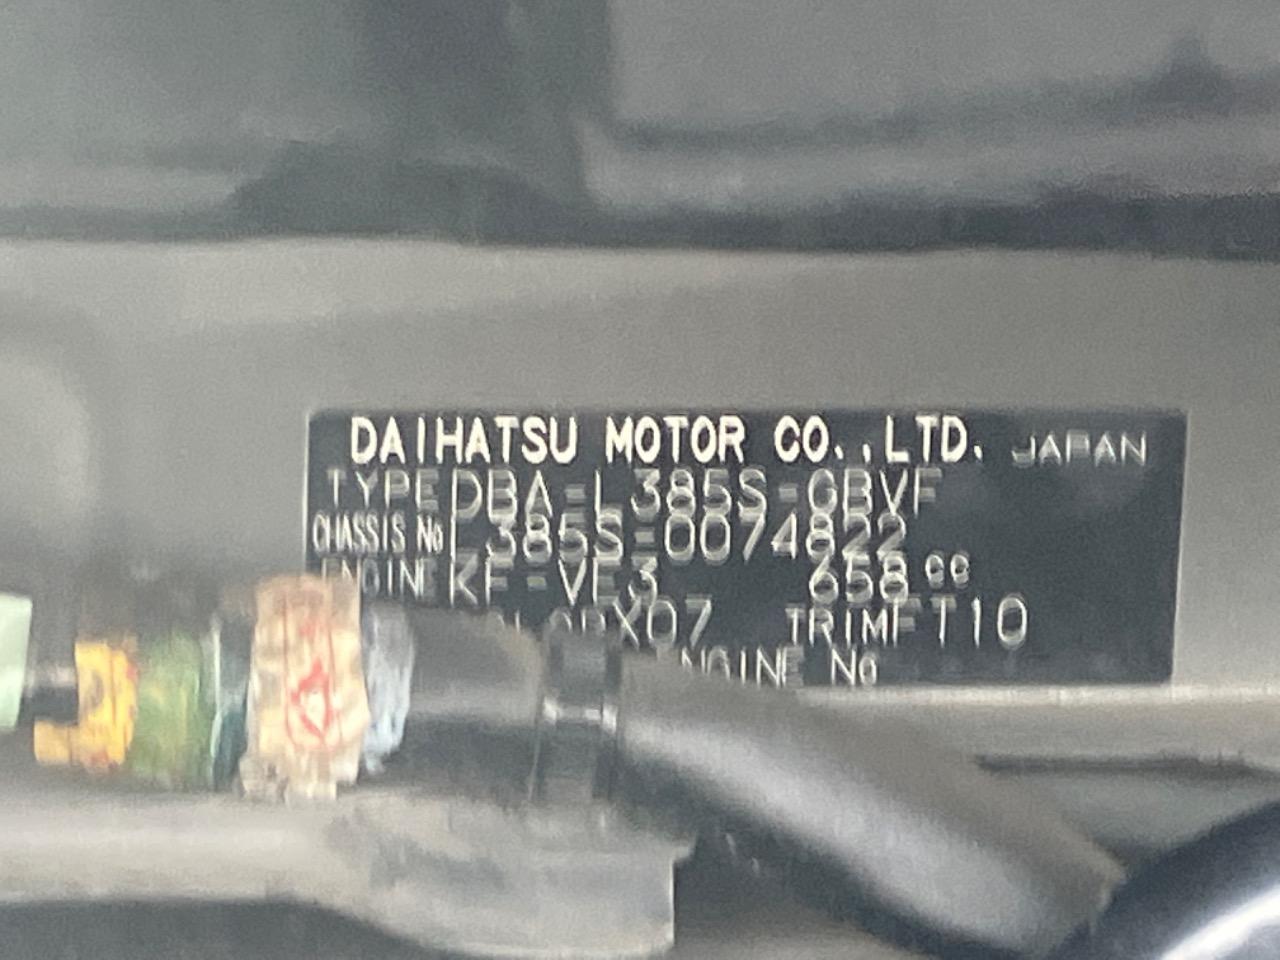 DAIHATSU MOTOR CO.,LTD. JAPAN
TYPE DBA-L385S-GBVF
CHASSIS No L385S-0074822
ENGINE KF-VE3 658cc
X07 TRIM FT10
ENGINE No